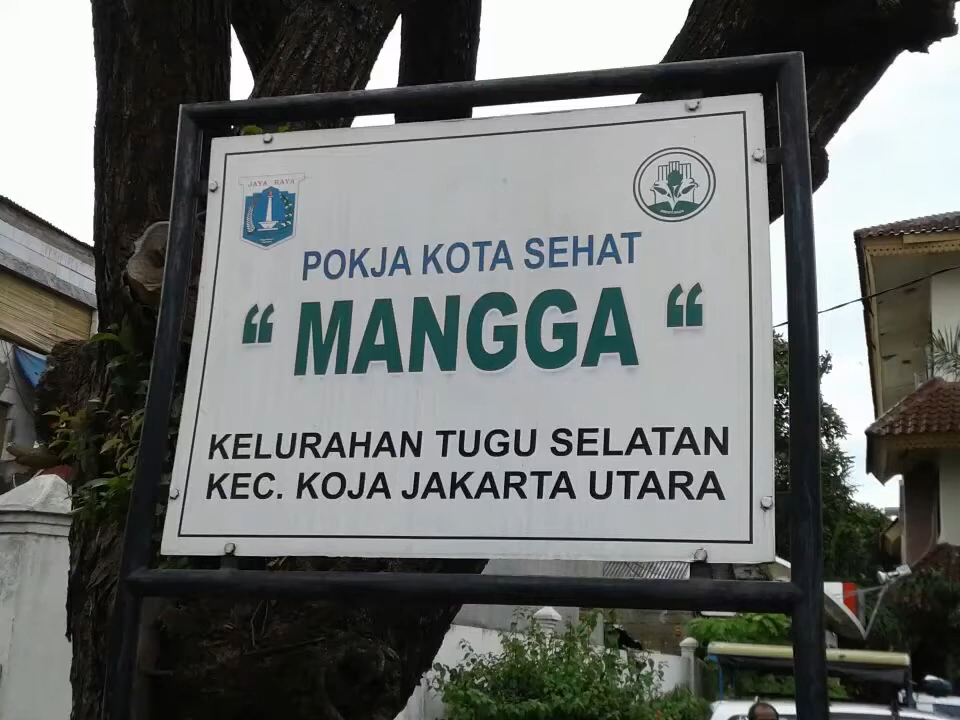 JAYA RAYA
POKJA KOTA SEHAT
“ MANGGA “
KELURAHAN TUGU SELATAN
KEC. KOJA JAKARTA UTARA